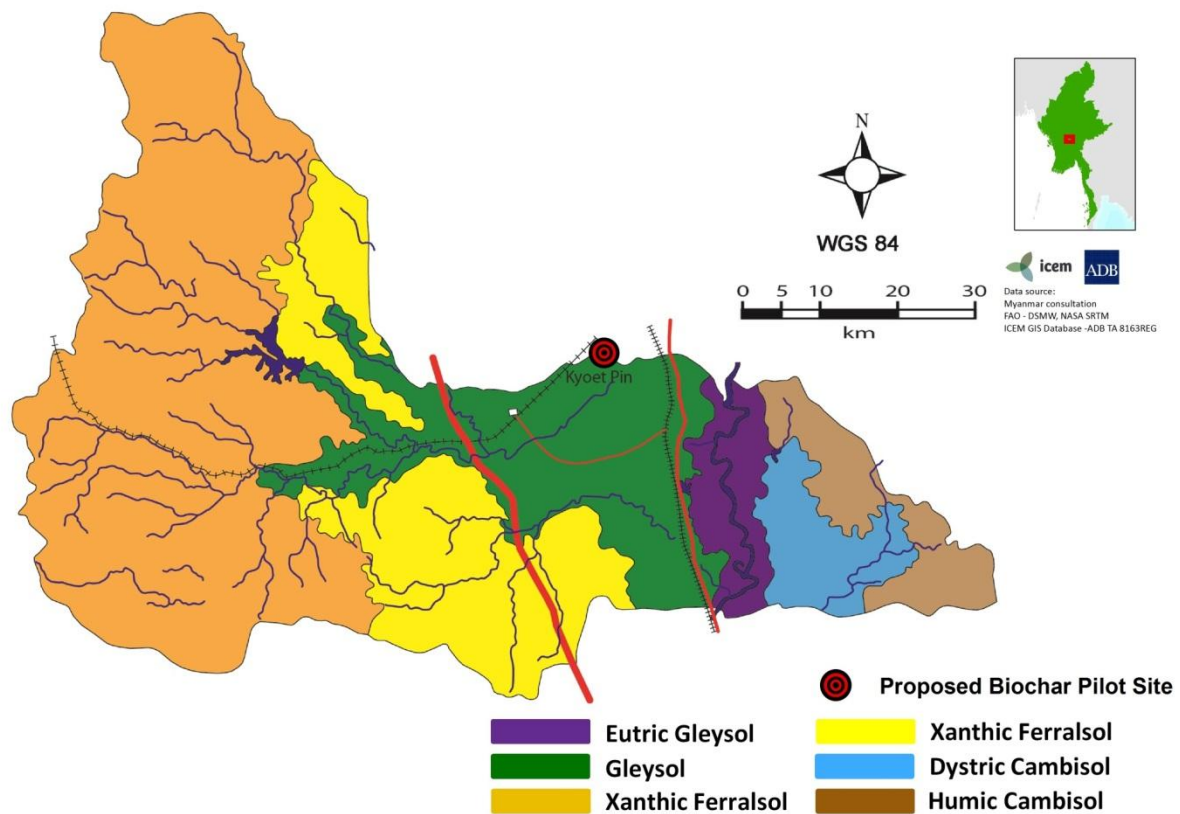 N
WGS 84
0 5 10 20 30
km
icem ADB
Data source:
Myanmar consultation
FAO - DSMW, NASA SRTM
ICEM GIS Database -ADB TA 8163REG
Kyoet Pin
Proposed Biochar Pilot Site
Eutric Gleysol
Xanthic Ferralsol
Gleysol
Dystric Cambisol
Xanthic Ferralsol
Humic Cambisol